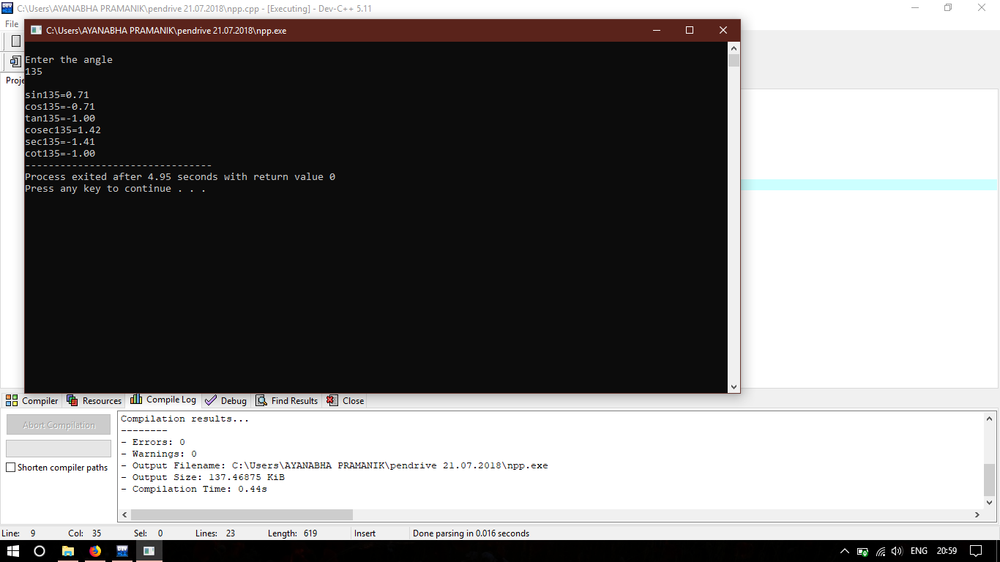 C:\Users\AYANABHA PRAMANIK\pendrive 21.07.2018\npp.cpp - [Executing] - Dev-C++ 5.11
File
C:\Users\AYANABHA PRAMANIK\pendrive 21.07.2018\npp.exe
Enter the angle
135
Proje
sin135=0.71
cos135=-0.71
tan135=-1.00
cosec135=1.42
sec135=-1.41
cot135=-1.00
--------------------------------
Process exited after 4.95 seconds with return value 0
Press any key to continue . . .
Compiler Resources Compile Log Debug Find Results Close
Abort Compilation
Shorten compiler paths
Compilation results...
--------
- Errors: 0
- Warnings: 0
- Output Filename: C:\Users\AYANABHA PRAMANIK\pendrive 21.07.2018\npp.exe
- Output Size: 137.46875 KiB
- Compilation Time: 0.44s
Line: 9 Col: 35 Sel: 0 Lines: 23 Length: 619 Insert Done parsing in 0.016 seconds
DEV
ENG 20:59